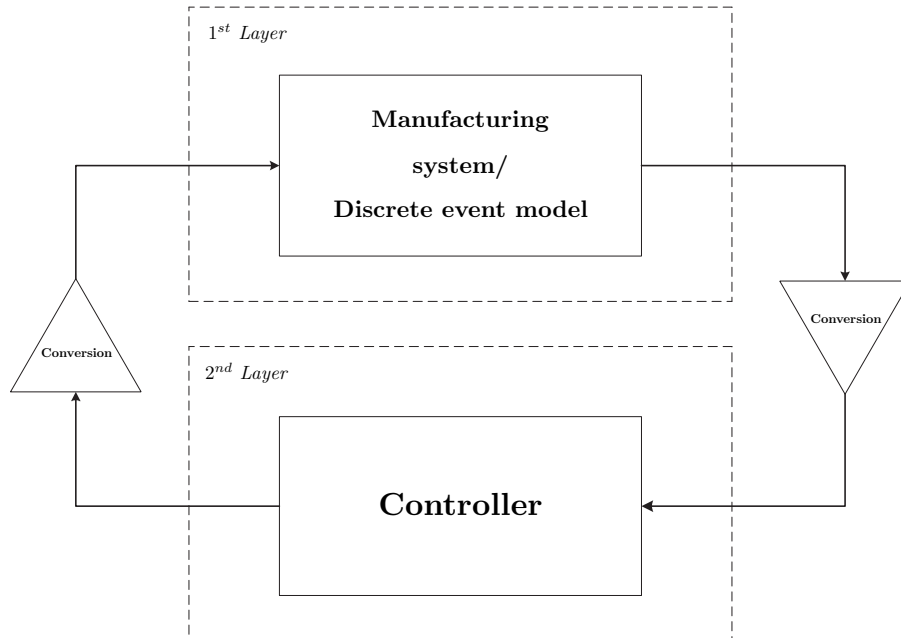 1st Layer
Manufacturing
system/
Discrete event model
Conversion
Conversion
2nd Layer
Controller